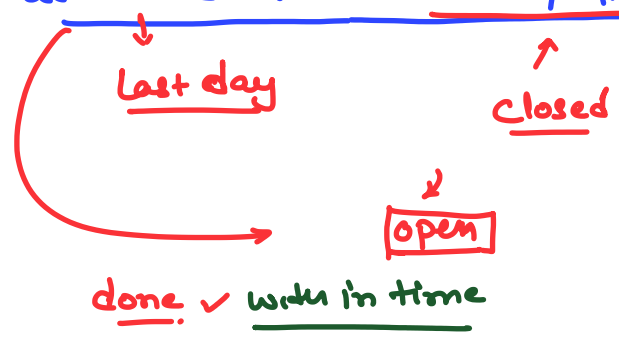 Last day
closed
open
done. ✓ with in time